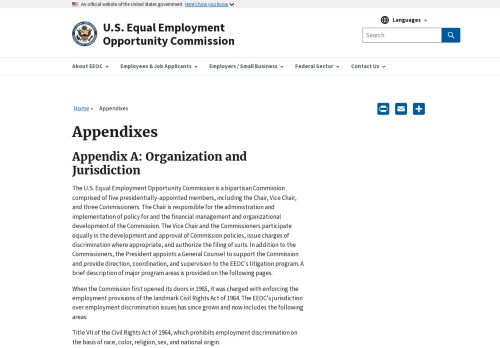 An official website of the United States government Here's how you know
Languages
U.S. Equal Employment
Opportunity Commission
Search
About EEOC
Employees & Job Applicants
Employers / Small Business
Federal Sector
Contact Us
Home » Appendixes
Appendixes
Appendix A: Organization and
Jurisdiction
The U.S. Equal Employment Opportunity Commission is a bipartisan Commission
comprised of five presidentially-appointed members, including the Chair, Vice Chair,
and three Commissioners. The Chair is responsible for the administration and
implementation of policy for and the financial management and organizational
development of the Commission. The Vice Chair and the Commissioners participate
equally in the development and approval of Commission policies, issue charges of
discrimination where appropriate, and authorize the filing of suits. In addition to the
Commissioners, the President appoints a General Counsel to support the Commission
and provide direction, coordination, and supervision to the EEOC's litigation program. A
brief description of major program areas is provided on the following pages.
When the Commission first opened its doors in 1965, it was charged with enforcing the
employment provisions of the landmark Civil Rights Act of 1964. The EEOC's jurisdiction
over employment discrimination issues has since grown and now includes the following
areas:
Title VII of the Civil Rights Act of 1964, which prohibits employment discrimination on
the basis of race, color, religion, sex, and national origin.